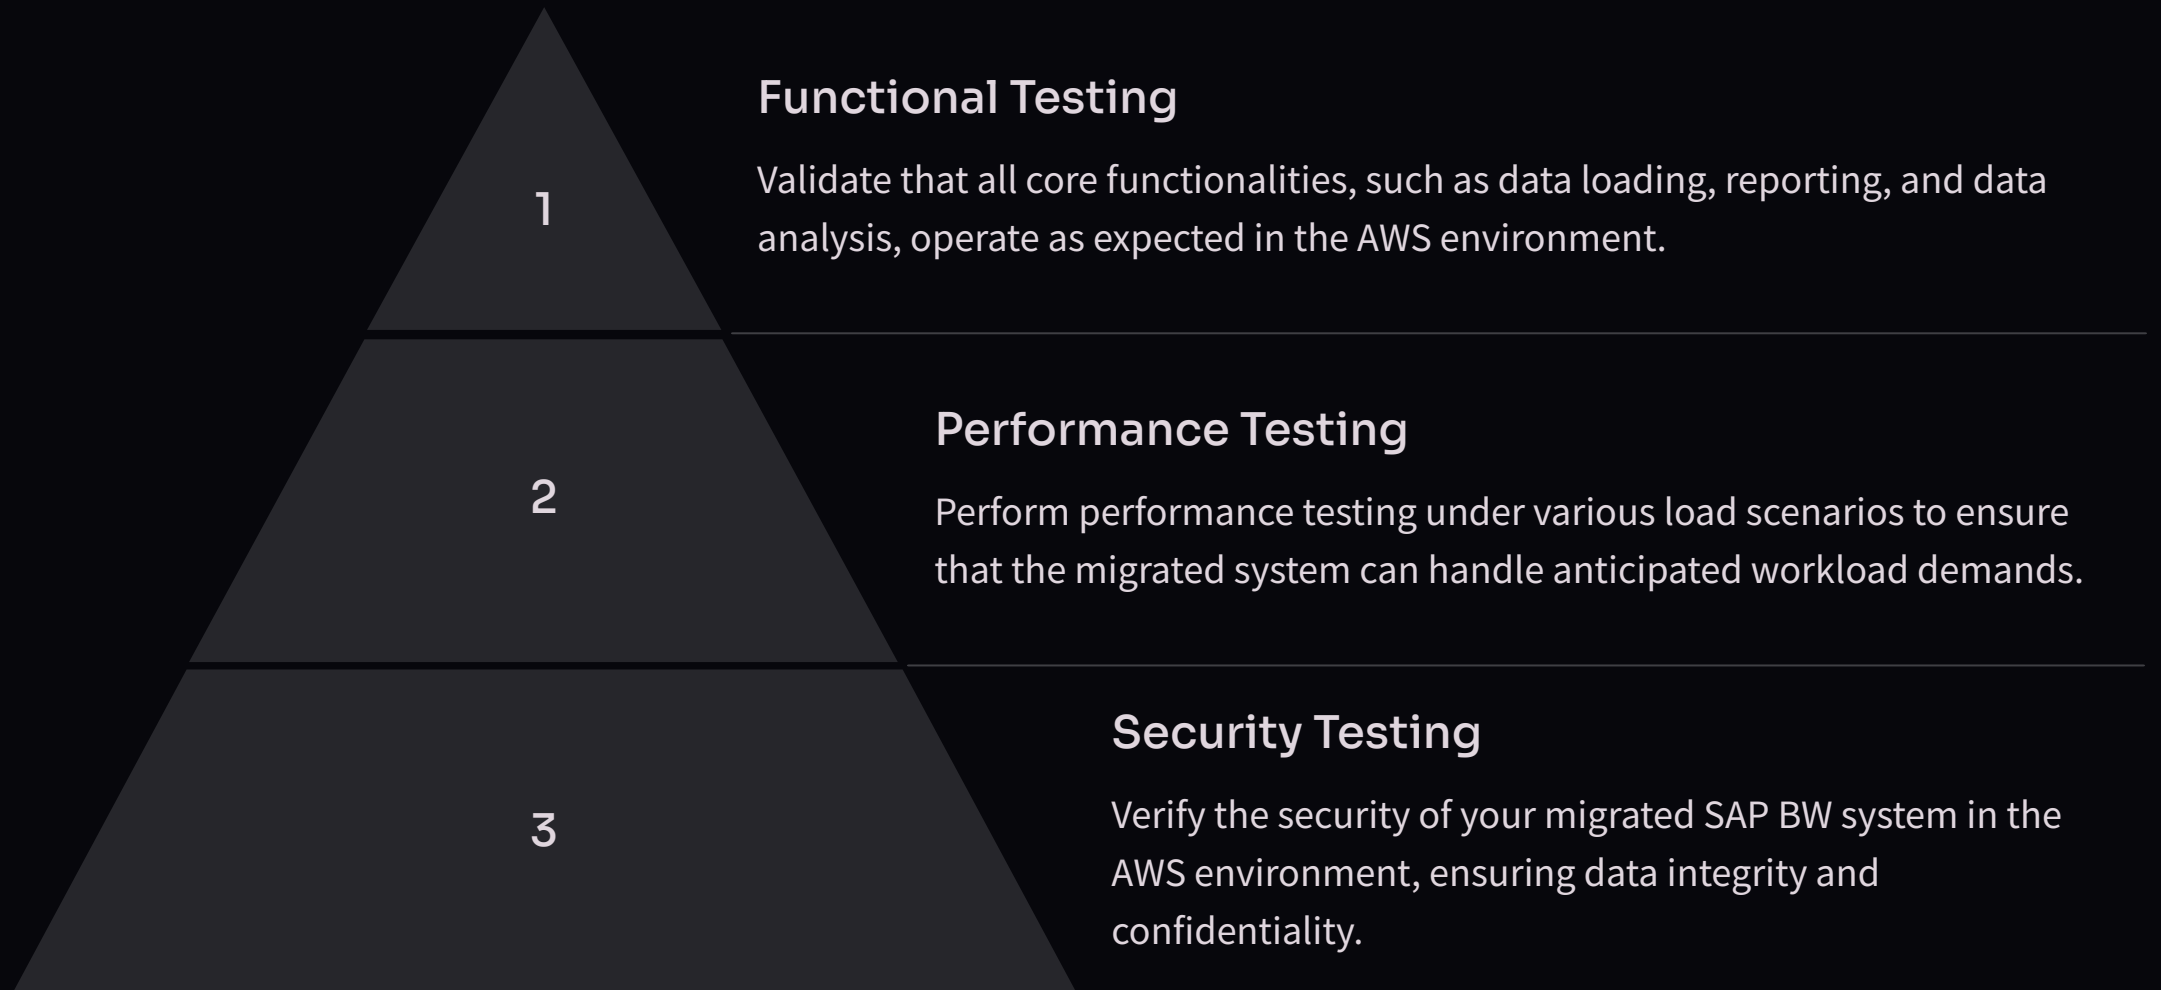 1
Functional Testing
Validate that all core functionalities, such as data loading, reporting, and data
analysis, operate as expected in the AWS environment.
2
Performance Testing
Perform performance testing under various load scenarios to ensure
that the migrated system can handle anticipated workload demands.
3
Security Testing
Verify the security of your migrated SAP BW system in the
AWS environment, ensuring data integrity and
confidentiality.